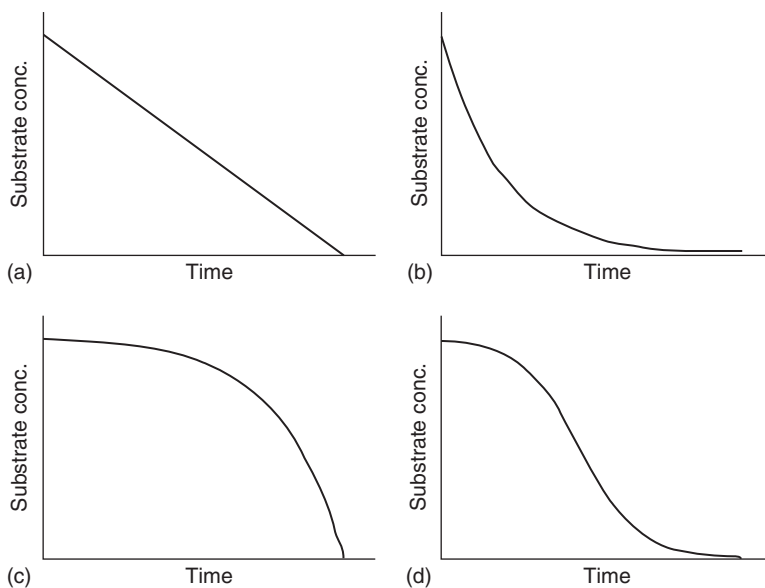 Substrate conc.
Time
(a)
Substrate conc.
Time
(b)
Substrate conc.
Time
(c)
Substrate conc.
Time
(d)